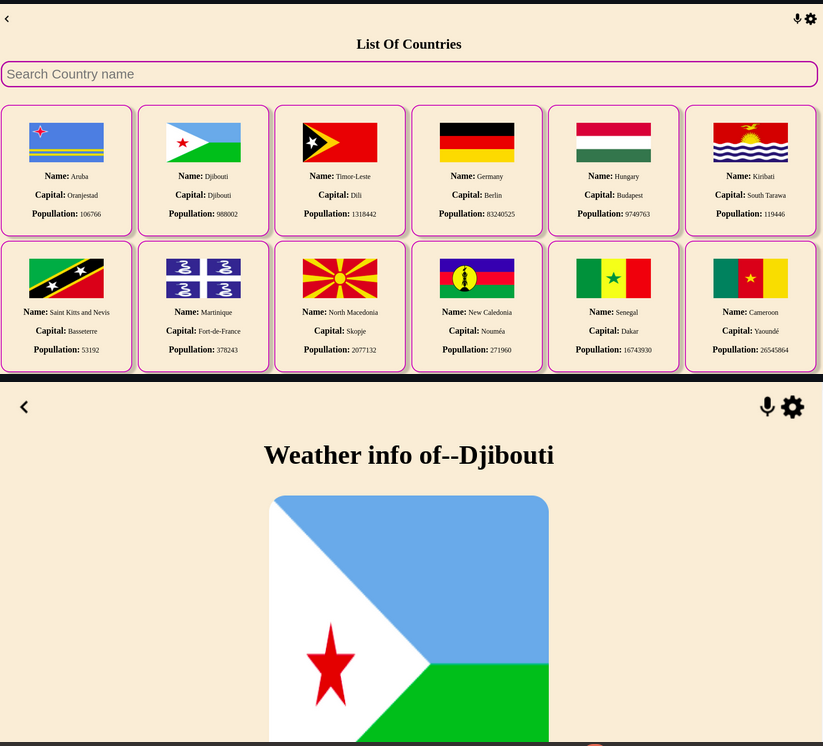 List Of Countries
Search Country name
Name: Aruba
Capital: Oranjestad
Popullation: 106766
Name: Djibouti
Capital: Djibouti
Popullation: 988002
Name: Timor-Leste
Capital: Dili
Popullation: 1318442
Name: Germany
Capital: Berlin
Popullation: 83240525
Name: Hungary
Capital: Budapest
Popullation: 9749763
Name: Kiribati
Capital: South Tarawa
Popullation: 119446
Name: Saint Kitts and Nevis
Capital: Basseterre
Popullation: 53192
Name: Martinique
Capital: Fort-de-France
Popullation: 378243
Name: North Macedonia
Capital: Skopje
Popullation: 2077132
Name: New Caledonia
Capital: Nouméa
Popullation: 271960
Name: Senegal
Capital: Dakar
Popullation: 16743930
Name: Cameroon
Capital: Yaoundé
Popullation: 26545864
Weather info of--Djibouti